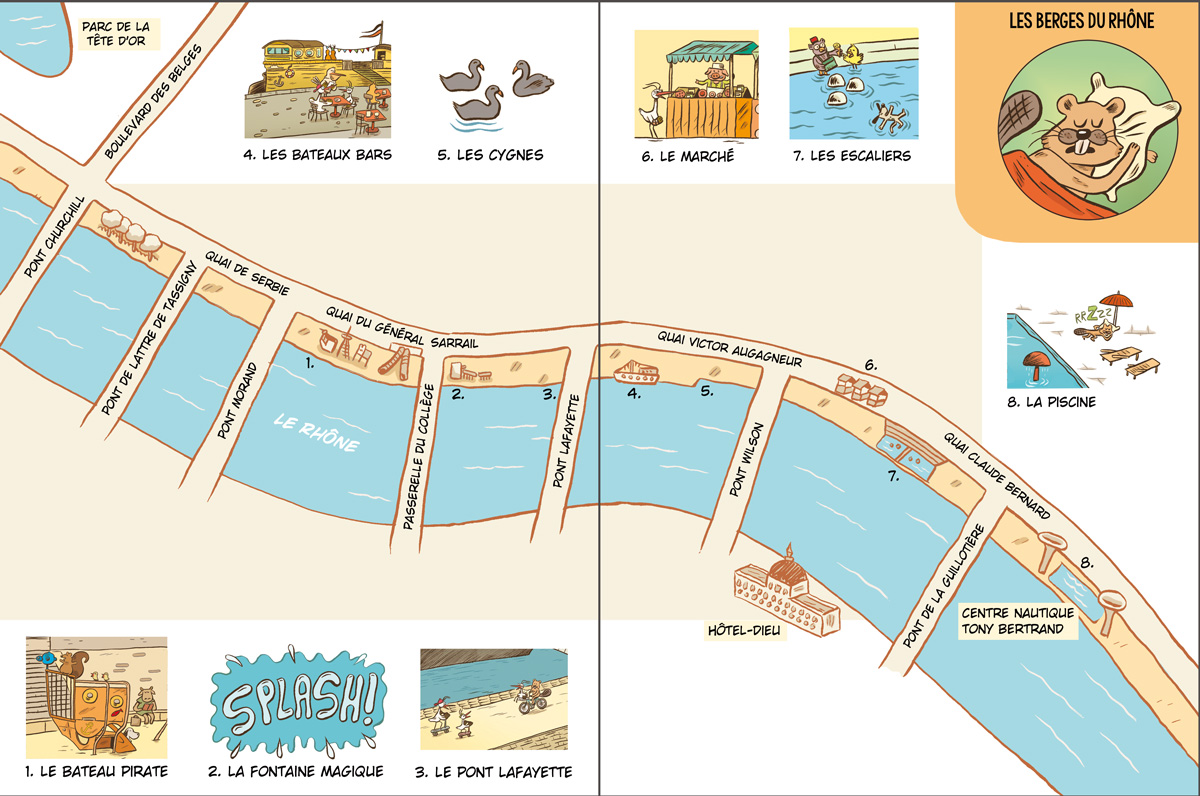 PARC DE LA
TÊTE D'OR
BOULEVARD DES BELGES
4. LES BATEAUX BARS
5. LES CYGNES
6. LE MARCHÉ
7. LES ESCALIERS
LES BERGES DU RHÔNE
PONT CHURCHILL
PONT DE LATTRE DE TASSIGNY
QUAI DE SERBIE
PONT MORAND
QUAI DU GÉNÉRAL SARRAIL
1.
LE RHÔNE
PASSERELLE DU COLLÈGE
2.
3.
PONT LAFAYETTE
4.
5.
QUAI VICTOR AUGAGNEUR
PONT WILSON
6.
7.
QUAI CLAUDE BERNARD
PONT DE LA GUILLOTIÈRE
RRZZZZ
8. LA PISCINE
8.
CENTRE NAUTIQUE
TONY BERTRAND
HÔTEL-DIEU
SPLASH!
1. LE BATEAU PIRATE
2. LA FONTAINE MAGIQUE
3. LE PONT LAFAYETTE